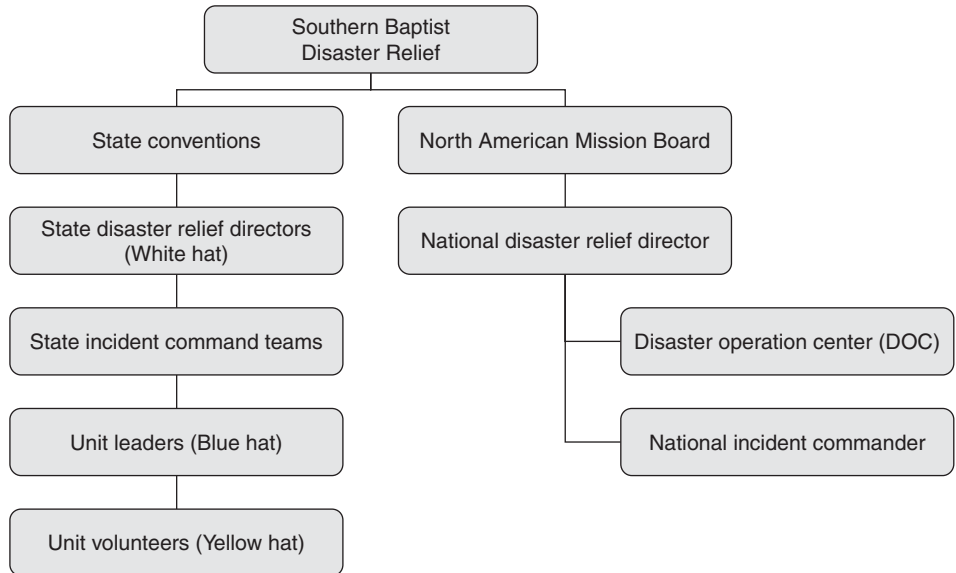 Southern Baptist
Disaster Relief
State conventions
North American Mission Board
State disaster relief directors
(White hat)
National disaster relief director
State incident command teams
Disaster operation center (DOC)
Unit leaders (Blue hat)
National incident commander
Unit volunteers (Yellow hat)